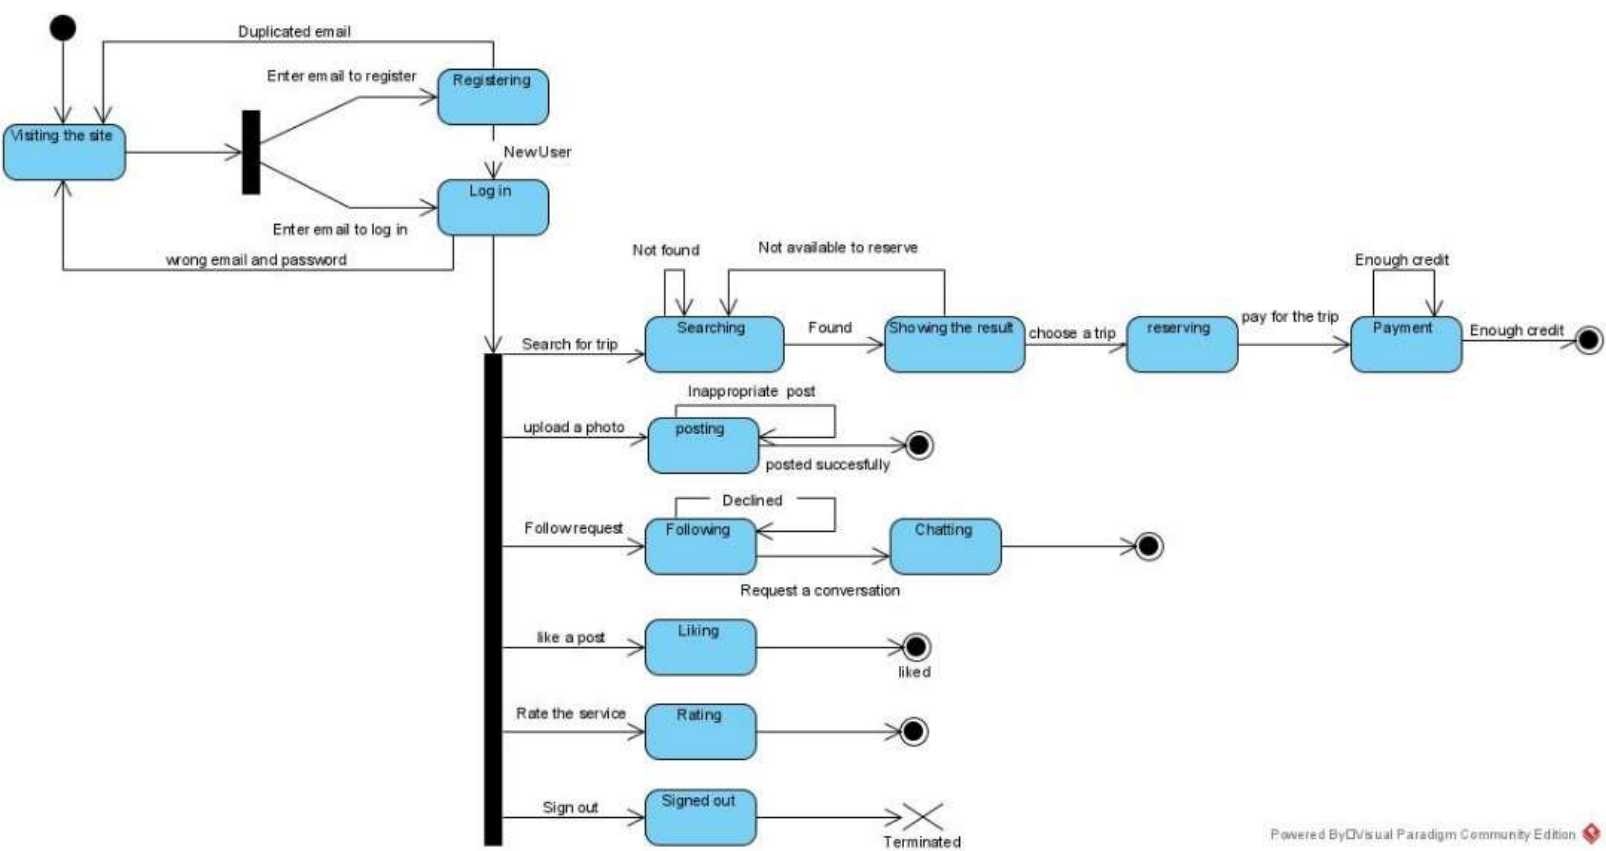 Duplicated email
Enter email to register
Registering
Visiting the site
New User
Log in
Enter email to log in
wrong email and password
Not found
Not available to reserve
Enough credit
Searching
Found
Showing the result
choose a trip
reserving
pay for the trip
Payment
Enough credit
Search for trip
Inappropriate post
upload a photo
posting
posted succesfully
Declined
Follow request
Following
Chatting
Request a conversation
like a post
Liking
liked
Rate the service
Rating
Sign out
Signed out
Terminated
Powered By□Visual Paradigm Community Edition